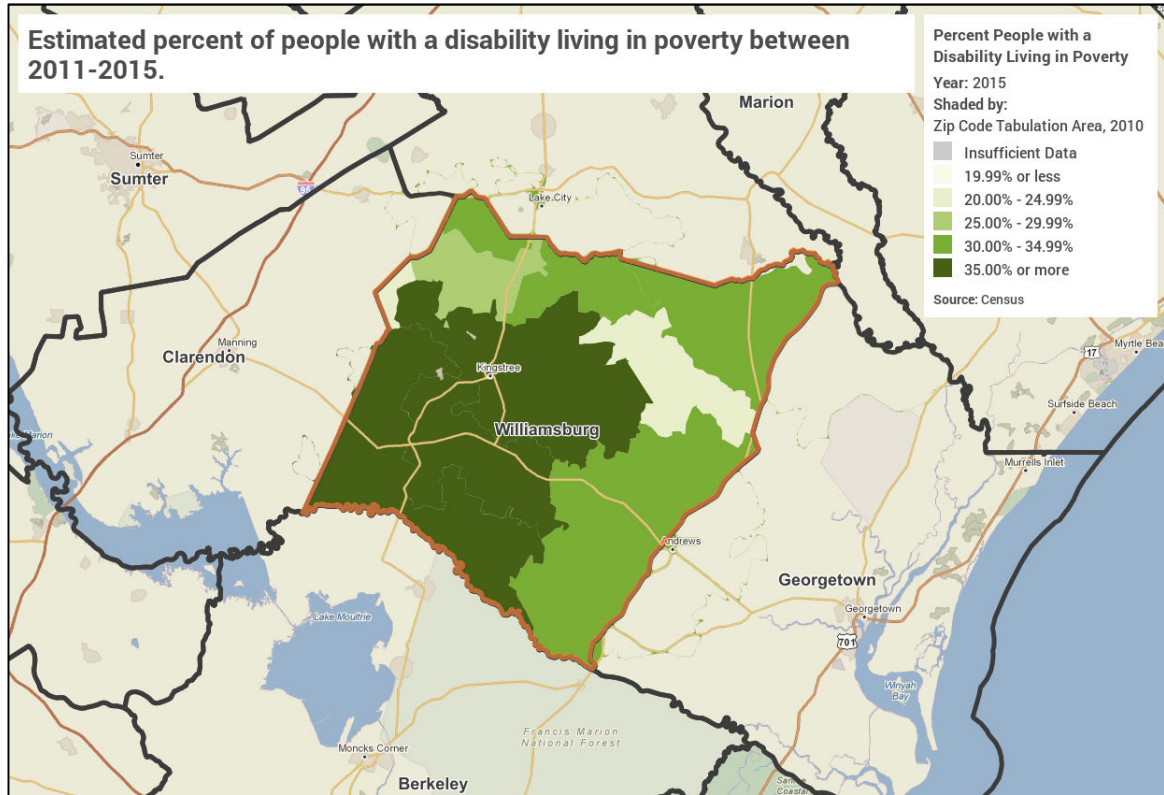 Estimated percent of people with a disability living in poverty between
2011-2015.
Percent People with a
Disability Living in Poverty
Year: 2015
Shaded by:
Zip Code Tabulation Area, 2010
Insufficient Data
19.99% or less
20.00% - 24.99%
25.00% - 29.99%
30.00% - 34.99%
35.00% or more
Source: Census
Marion
Sumter
Sumter
95
Lake City
Manning
Clarendon
Kingstree
Williamsburg
17
Myrtle Bea
Surfside Beach
Murrells Inlet
Marion
Andrews
Georgetown
Georgetown
701
Lake Moultrie
Winyah
Bay
Francis Marion
National Forest
Moncks Corner
Berkeley
Coastal